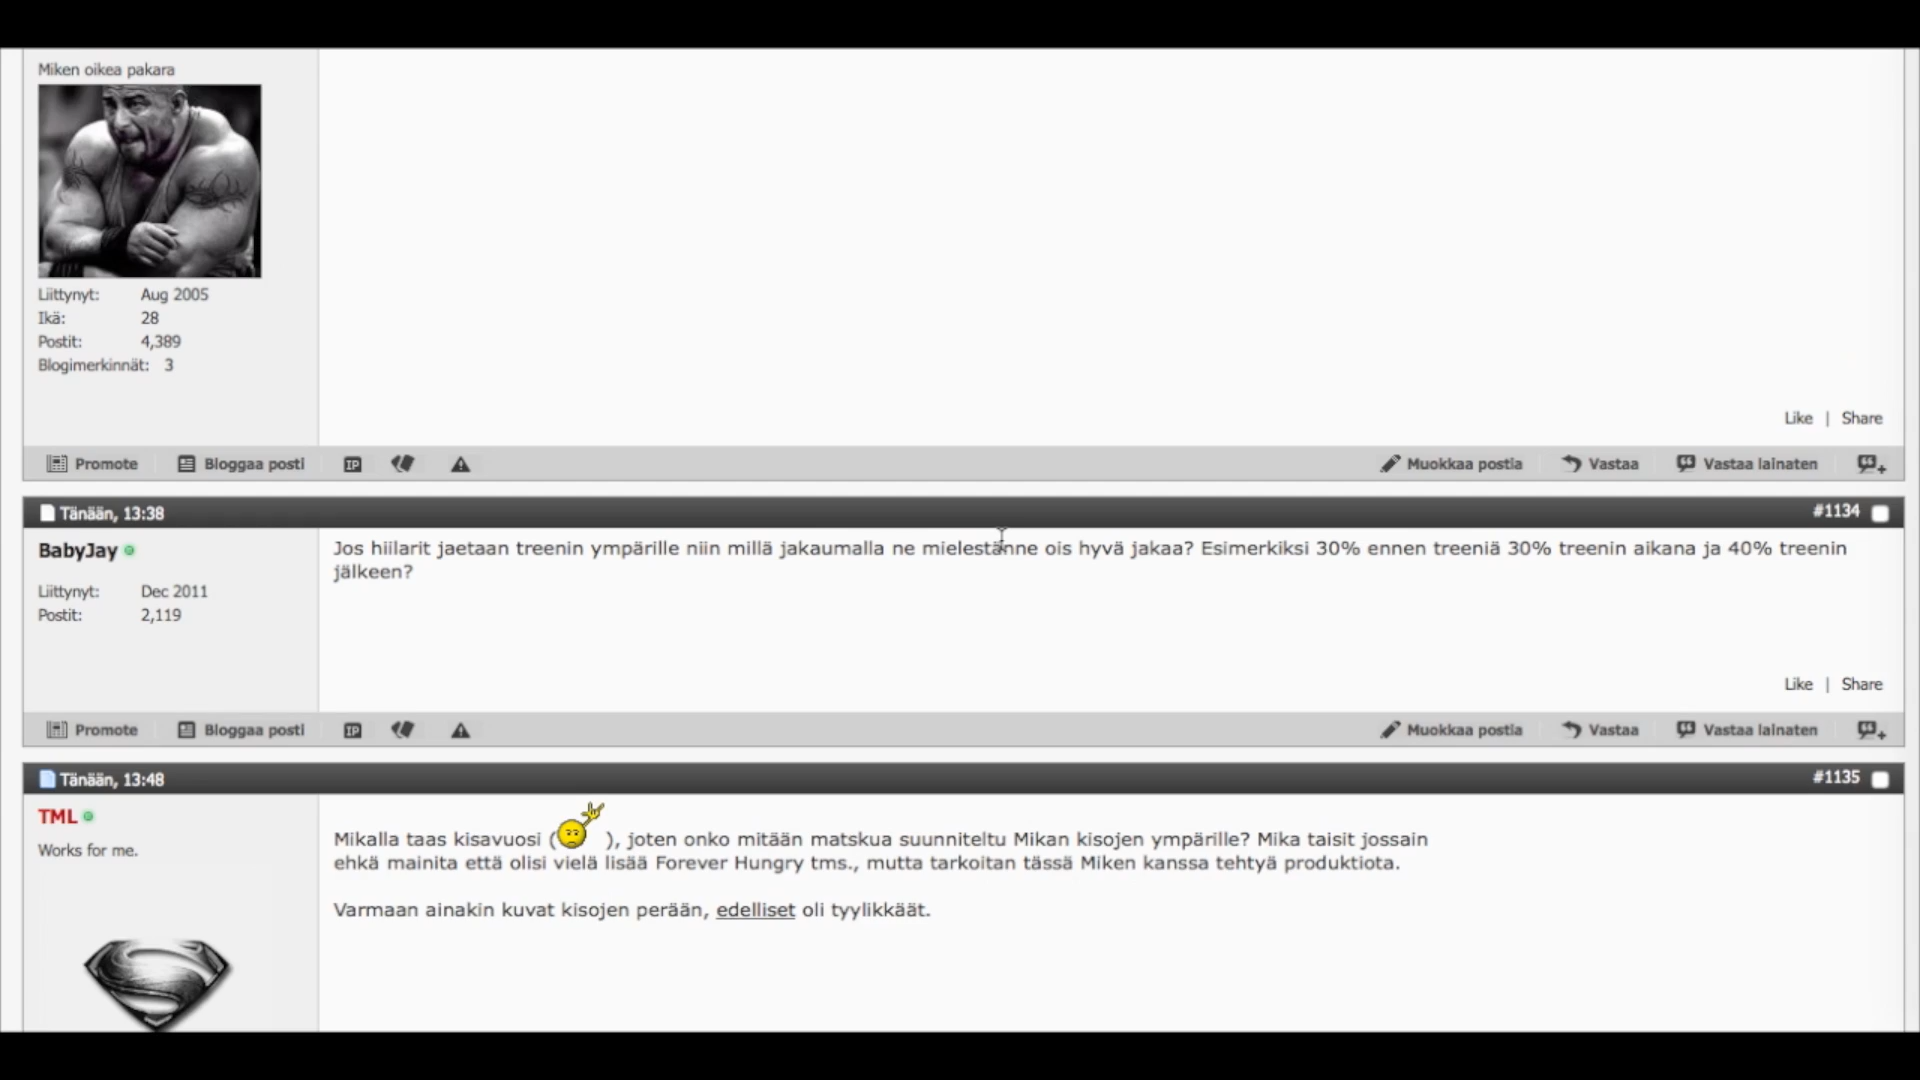 Miken oikea pakara
Liittynyt: Aug 2005
Ikä: 28
Postit: 4,389
Blogimerkinnät: 3
Like | Share
Promote Bloggaa posti IP Muokkaa postia Vastaa Vastaa lainaten
Tänään, 13:38 #1134
BabyJay
Liittynyt: Dec 2011
Postit: 2,119
Jos hiilarit jaetaan treenin ympärille niin millä jakaumalla ne mielestänne ois hyvä jakaa? Esimerkiksi 30% ennen treeniä 30% treenin aikana ja 40% treenin
jälkeen?
Like | Share
Promote Bloggaa posti IP Muokkaa postia Vastaa Vastaa lainaten
Tänään, 13:48 #1135
TML
Works for me.
Mikalla taas kisavuosi ( ), joten onko mitään matskua suunniteltu Mikan kisojen ympärille? Mika taisit jossain
ehkä mainita että olisi vielä lisää Forever Hungry tms., mutta tarkoitan tässä Miken kanssa tehtyä produktiota.
Varmaan ainakin kuvat kisojen perään, edelliset oli tyylikkäät.